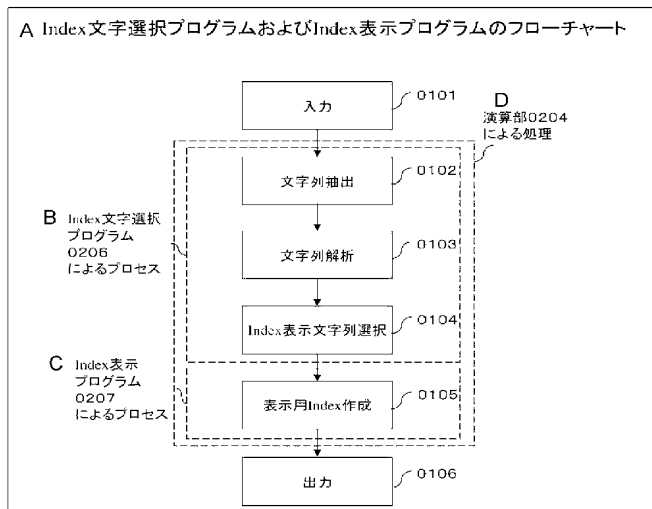 A Index文字選択プログラムおよびIndex表示プログラムのフローチャート
入力
0101
D
演算部0204
による処理
文字列抽出
0102
B
Index文字選択
プログラム
0206
によるプロセス
文字列解析
0103
Index表示文字列選択
0104
C
Index表示
プログラム
0207
によるプロセス
表示用Index作成
0105
出力
0106